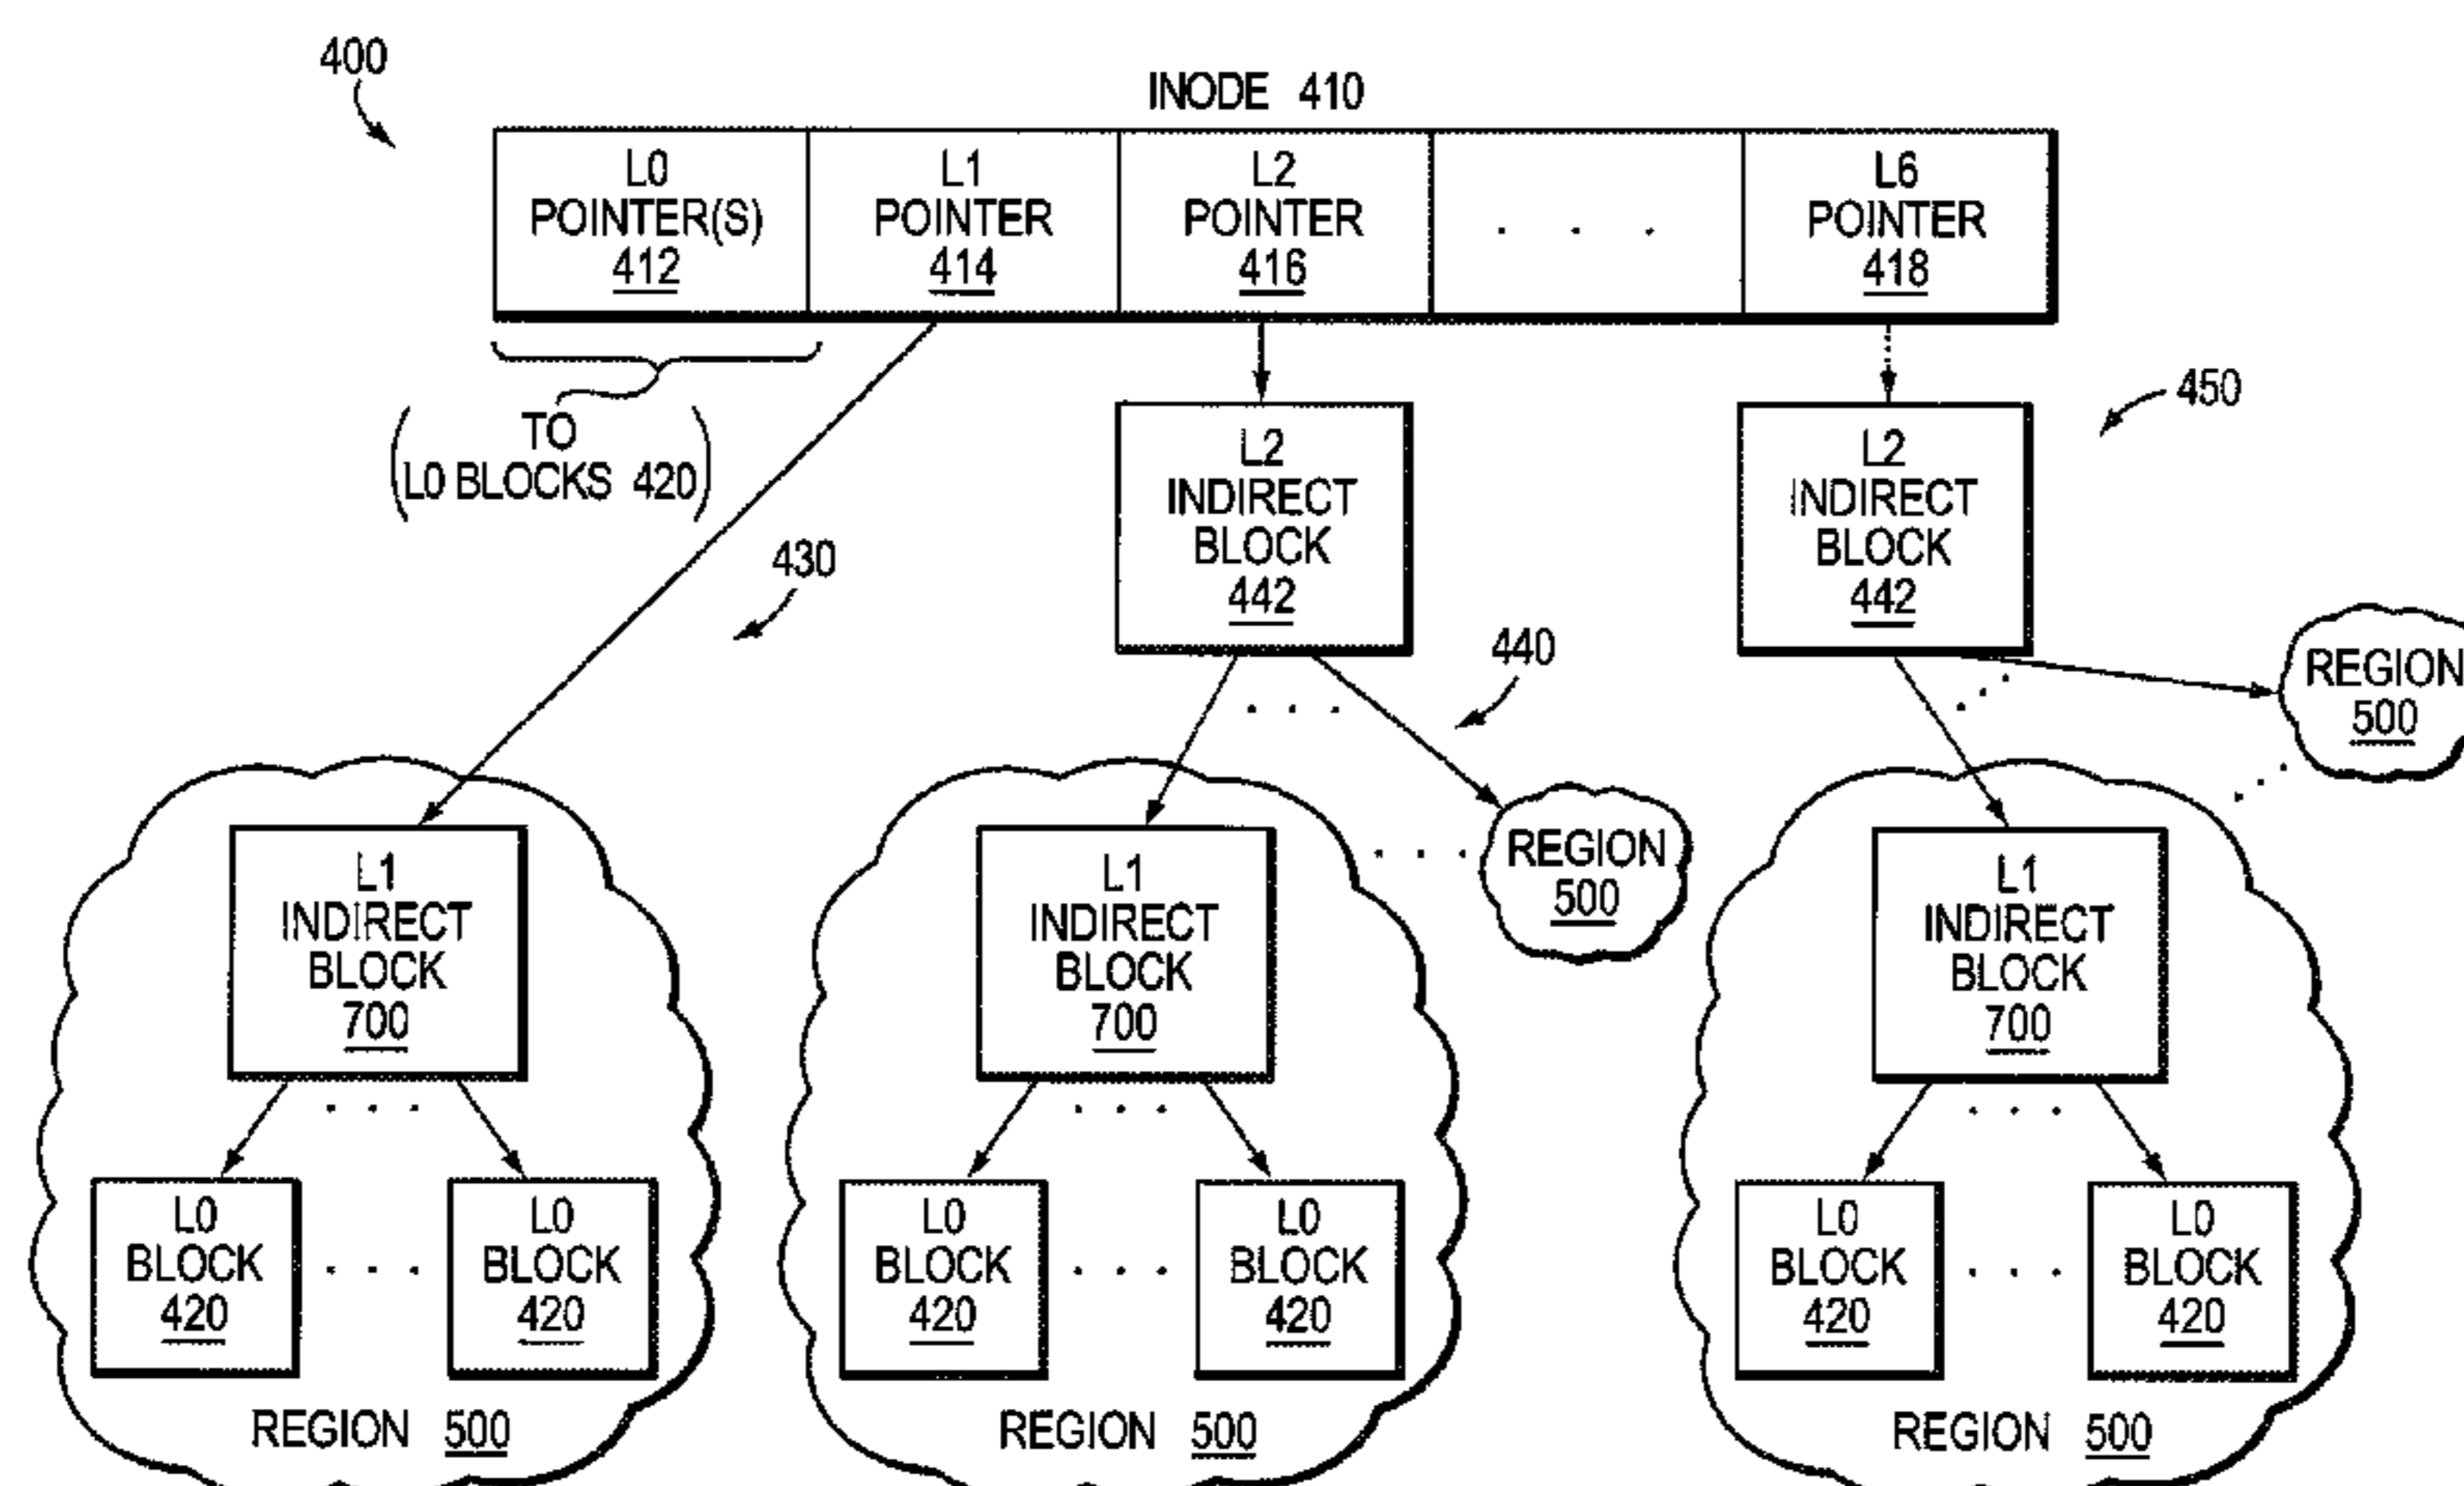 400
INODE 410
L0
POINTER(S)
412
L1
POINTER
414
L2
POINTER
416
. . .
L6
POINTER
418
(TO
L0 BLOCKS 420)
430
L2
INDIRECT
BLOCK
442
440
L2
INDIRECT
BLOCK
442
450
REGION
500
REGION
500
L1
INDIRECT
BLOCK
700
L0
BLOCK
420
. . .
L0
BLOCK
420
REGION 500
L1
INDIRECT
BLOCK
700
L0
BLOCK
420
. . .
L0
BLOCK
420
REGION 500
L1
INDIRECT
BLOCK
700
L0
BLOCK
420
. . .
L0
BLOCK
420
REGION 500